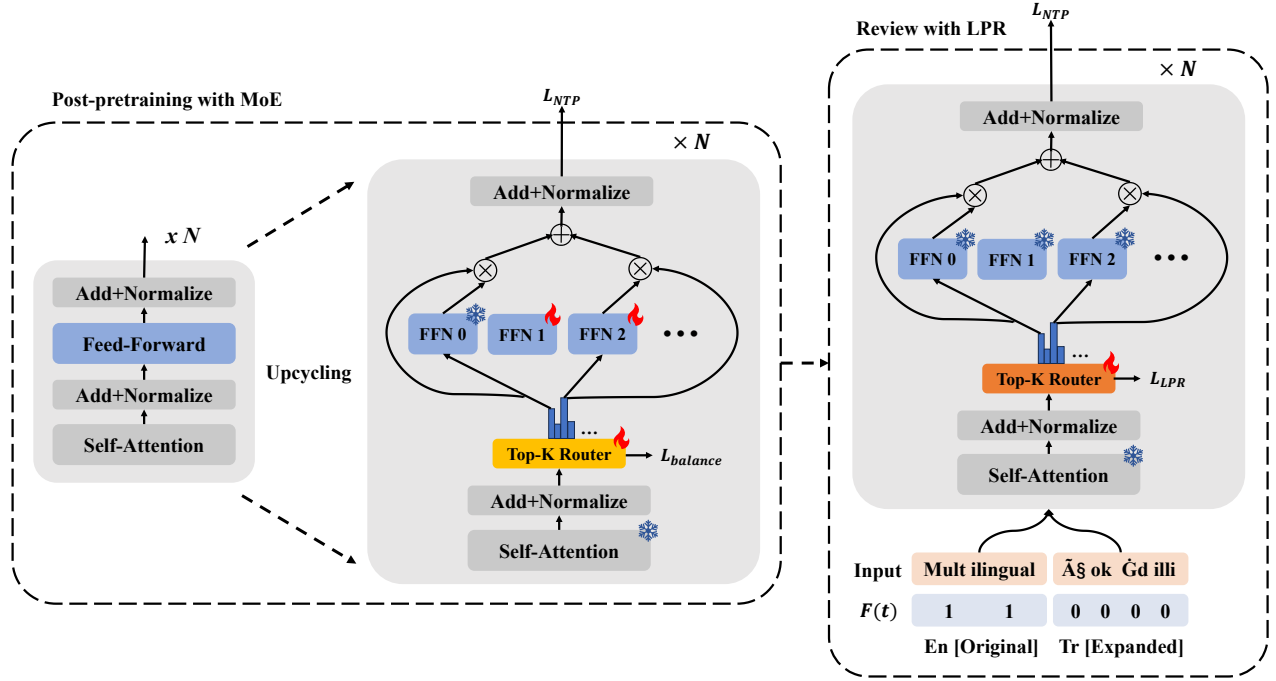 Post-pretraining with MoE
x N
Add+Normalize
Feed-Forward
Add+Normalize
Self-Attention
Upcycling
L_NTP
× N
Add+Normalize
FFN 0
FFN 1
FFN 2
...
...
Top-K Router
L_balance
Add+Normalize
Self-Attention
Review with LPR
L_NTP
× N
Add+Normalize
FFN 0
FFN 1
FFN 2
...
...
Top-K Router
L_LPR
Add+Normalize
Self-Attention
Input Mult ilingual Ã§ ok Ġd illi
F(t) 1 1 0 0 0 0
En [Original] Tr [Expanded]